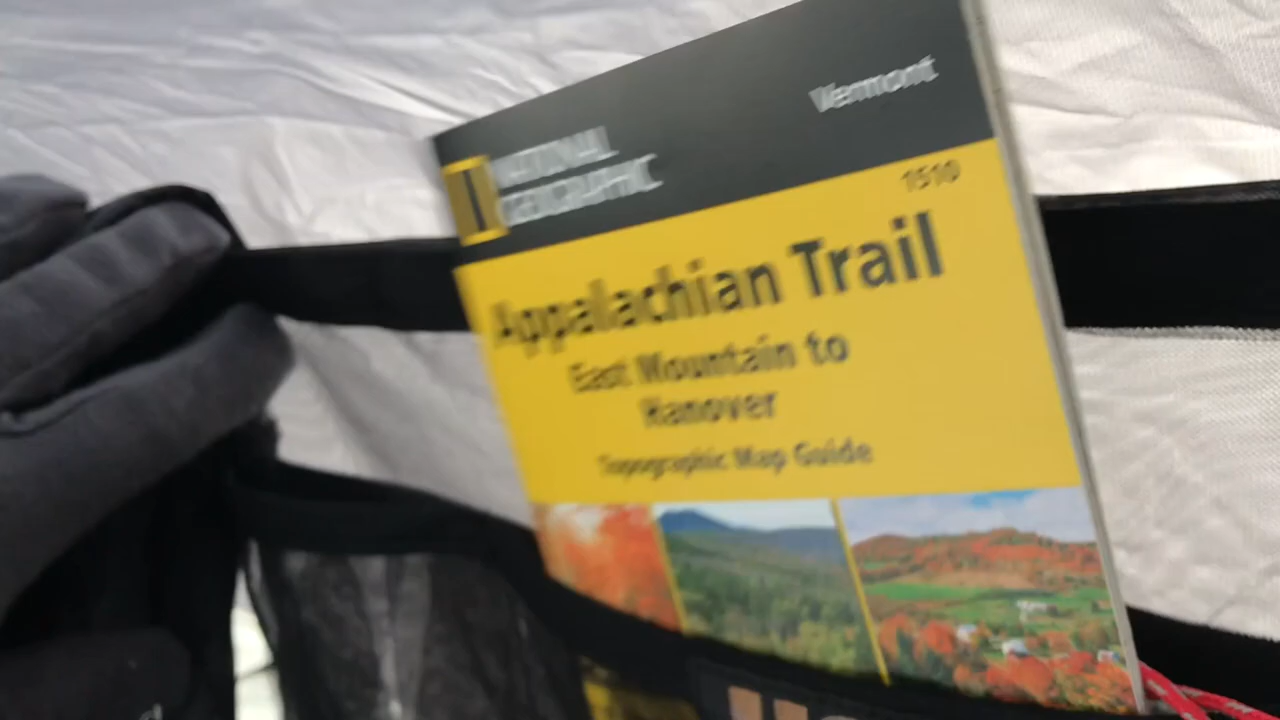 Vermont
NATIONAL
GEOGRAPHIC
1510
Appalachian Trail
East Mountain to
Hanover
Topographic Map Guide